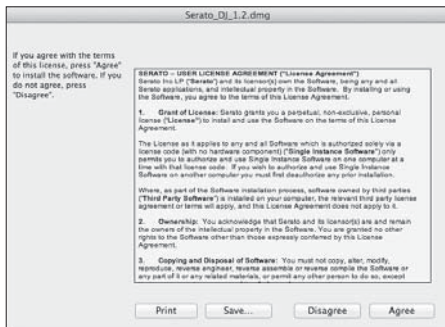 Serato_DJ_1.2.dmg
If you agree with the terms
of this license, press "Agree"
to install the software. If you
do not agree, press
"Disagree".
SERATO – USER LICENSE AGREEMENT ("License Agreement")
Serato Inc LP ("Serato") and its licensor(s) own the Software, being any and all
Serato applications, and intellectual property in the Software. By installing or using
the Software, you agree to the terms of this License Agreement.
1. Grant of License: Serato grants you a perpetual, non-exclusive, personal
license ("License") to install and use the Software on the terms of this License
Agreement.
The License as it applies to any and all Software which is authorized solely via a
license code (with no hardware component) ("Single Instance Software") only
permits you to authorize and use Single Instance Software on one computer at a
time with that license code. If you wish to authorize and use Single Instance
Software on another computer you must first deauthorize any prior installation.
Where, as part of the Software installation process, software owned by third parties
("Third Party Software") is installed on your computer, the relevant third party license
agreement or terms will apply, and this License Agreement does not apply to it.
2. Ownership: You acknowledge that Serato and its licensor(s) are and remain
the owners of the intellectual property in the Software. You are granted no other
rights to the Software other than those expressly conferred by this License
Agreement.
3. Copying and Disposal of Software: You must not copy, alter, modify,
reproduce, reverse engineer, reverse assemble or reverse compile the Software or
any part of it or any related materials, or permit any other person to do so, except
Print Save... Disagree Agree